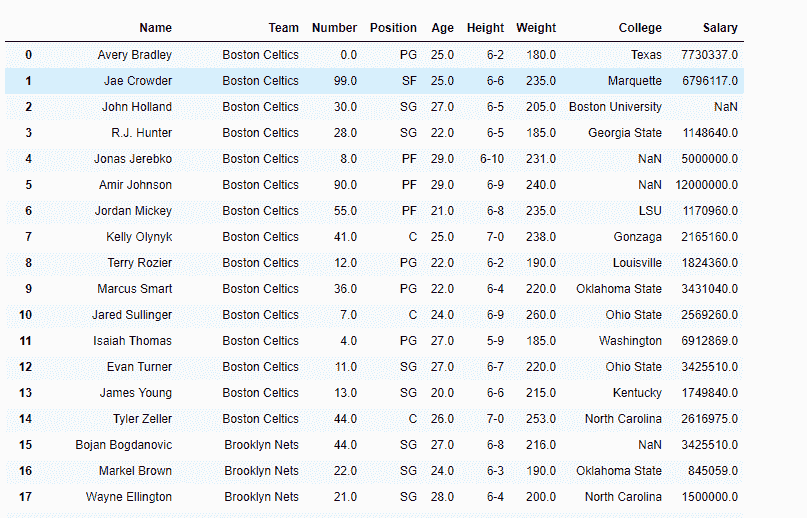 Name Team Number Position Age Height Weight College Salary
0 Avery Bradley Boston Celtics 0.0 PG 25.0 6-2 180.0 Texas 7730337.0
1 Jae Crowder Boston Celtics 99.0 SF 25.0 6-6 235.0 Marquette 6796117.0
2 John Holland Boston Celtics 30.0 SG 27.0 6-5 205.0 Boston University NaN
3 R.J. Hunter Boston Celtics 28.0 SG 22.0 6-5 185.0 Georgia State 1148640.0
4 Jonas Jerebko Boston Celtics 8.0 PF 29.0 6-10 231.0 NaN 5000000.0
5 Amir Johnson Boston Celtics 90.0 PF 29.0 6-9 240.0 NaN 12000000.0
6 Jordan Mickey Boston Celtics 55.0 PF 21.0 6-8 235.0 LSU 1170960.0
7 Kelly Olynyk Boston Celtics 41.0 C 25.0 7-0 238.0 Gonzaga 2165160.0
8 Terry Rozier Boston Celtics 12.0 PG 22.0 6-2 190.0 Louisville 1824360.0
9 Marcus Smart Boston Celtics 36.0 PG 22.0 6-4 220.0 Oklahoma State 3431040.0
10 Jared Sullinger Boston Celtics 7.0 C 24.0 6-9 260.0 Ohio State 2569260.0
11 Isaiah Thomas Boston Celtics 4.0 PG 27.0 5-9 185.0 Washington 6912869.0
12 Evan Turner Boston Celtics 11.0 SG 27.0 6-7 220.0 Ohio State 3425510.0
13 James Young Boston Celtics 13.0 SG 20.0 6-6 215.0 Kentucky 1749840.0
14 Tyler Zeller Boston Celtics 44.0 C 26.0 7-0 253.0 North Carolina 2616975.0
15 Bojan Bogdanovic Brooklyn Nets 44.0 SG 27.0 6-8 216.0 NaN 3425510.0
16 Markel Brown Brooklyn Nets 22.0 SG 24.0 6-3 190.0 Oklahoma State 845059.0
17 Wayne Ellington Brooklyn Nets 21.0 SG 28.0 6-4 200.0 North Carolina 1500000.0